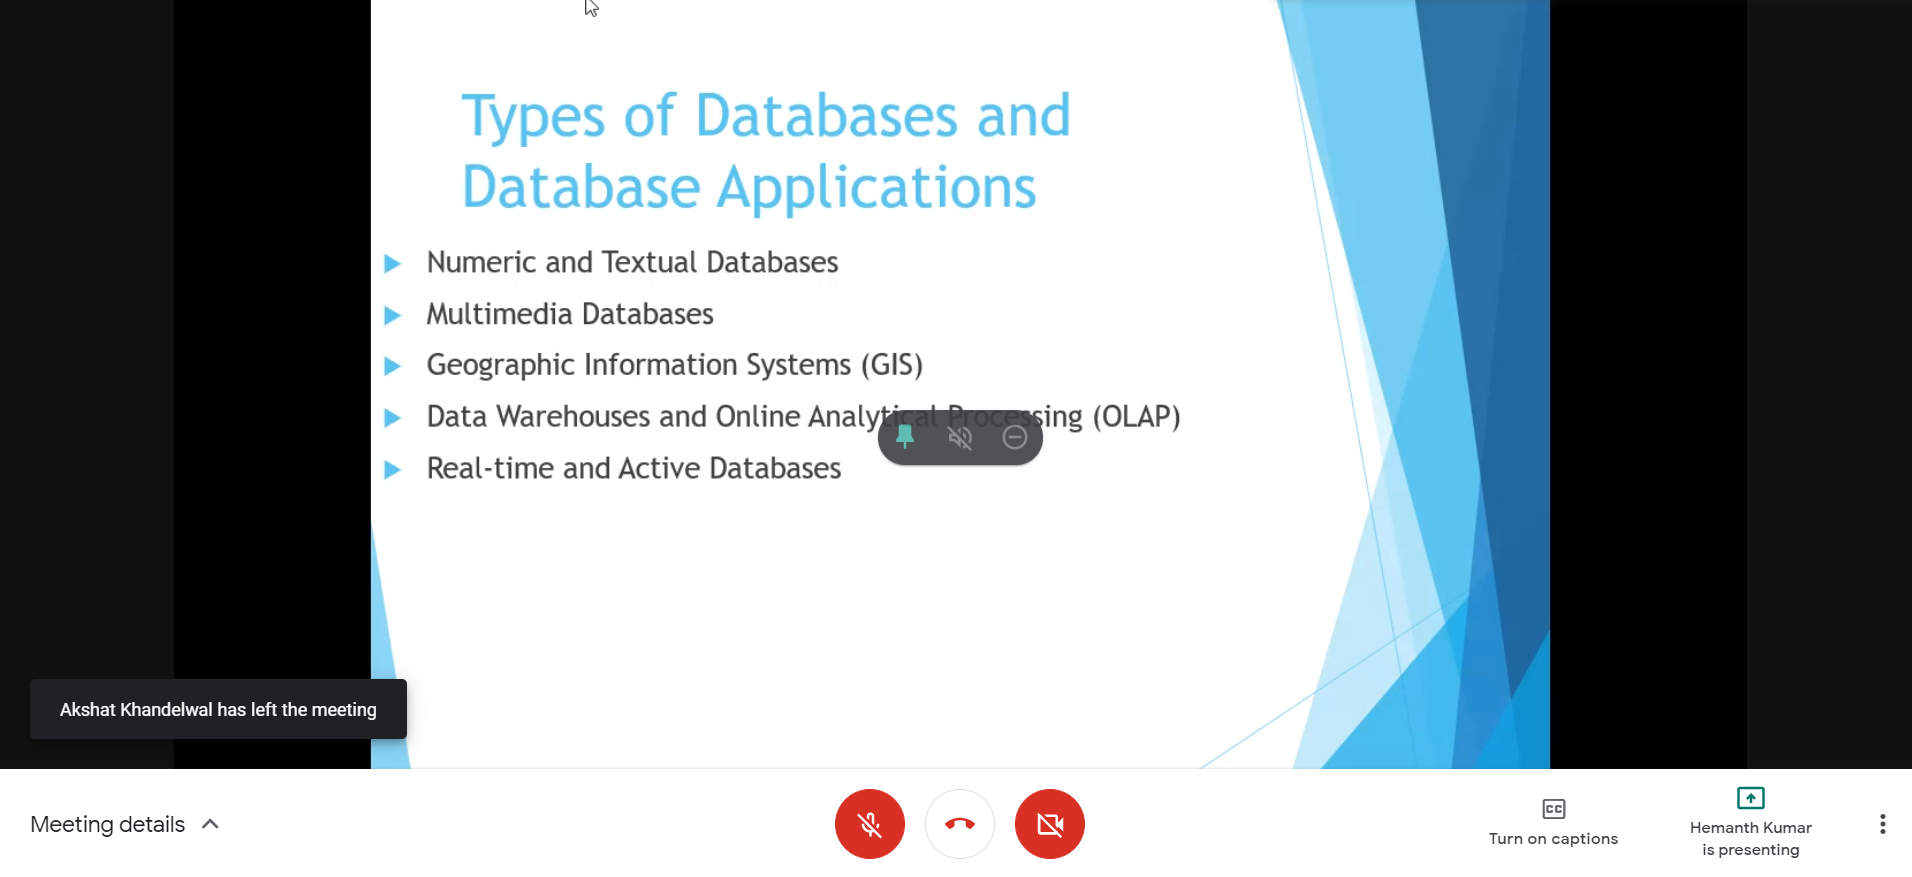 Types of Databases and
Database Applications
Numeric and Textual Databases
Multimedia Databases
Geographic Information Systems (GIS)
Data Warehouses and Online Analytical Processing (OLAP)
Real-time and Active Databases
Akshat Khandelwal has left the meeting
Meeting details
CC
Turn on captions
Hemanth Kumar
is presenting